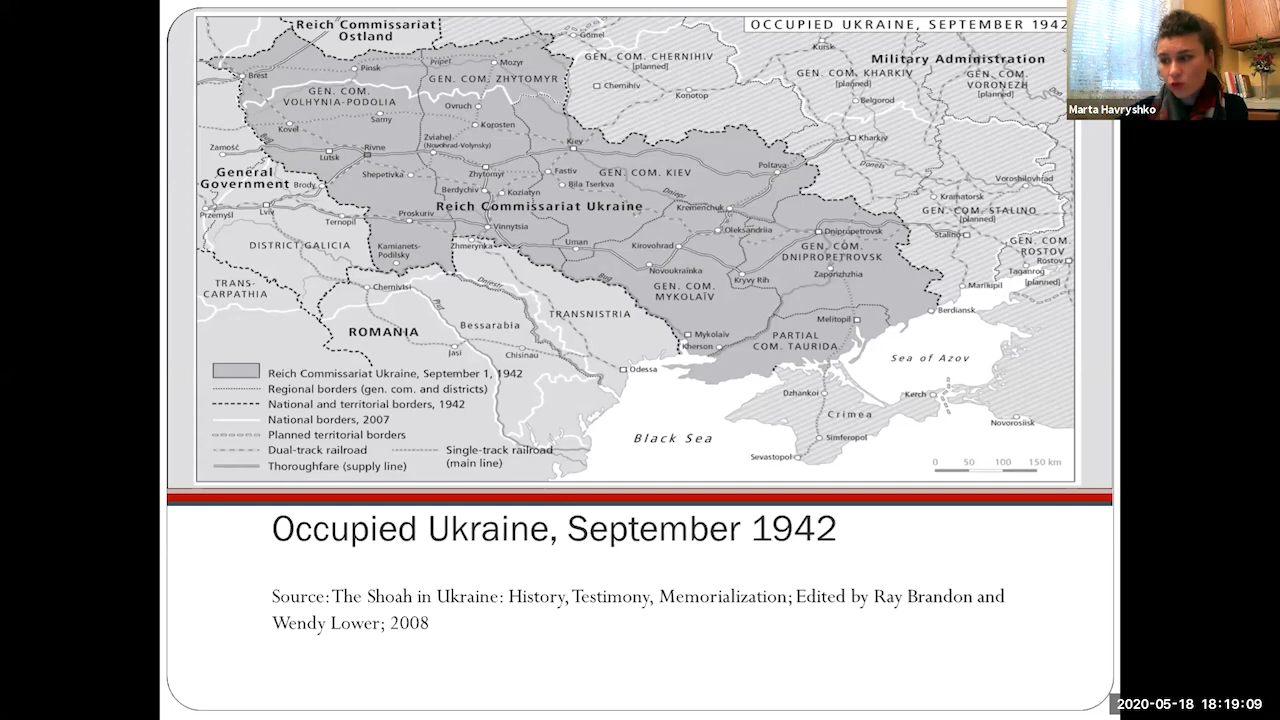 Reich Commissariat
Ostland
OCCUPIED UKRAINE, SEPTEMBER 1942
Marta Havryshko
Gomel
GEN. COM. CHERNIHIV
[planned]
Military Administration
GEN. COM. KHARKIV
[planned]
GEN. COM.
VORONEZH
[planned]
Brest
Pinsk
Mozyr
GEN. COM. ZHYTOMYR
GEN. COM.
VOLHYNIA-PODOLIA
Chernihiv
Konotop
Belgorod
Ovruch
Sarny
Korosten
Kovel
Zviahel
(Novohrad-Volynsky)
Kiev
Kharkiv
Donets
Zamość
Lutsk
Rivne
General
Government
Shepetivka
Zhytomyr
Fastiv
GEN. COM. KIEV
Poltava
Voroshilovhrad
Brody
Berdychiv
Koziatyn
Bila Tserkva
Dnieper
Kramatorsk
Przemyśl
Lviv
Ternopil
Proskuriv
Reich Commissariat Ukraine
Kremenchuk
GEN. COM. STALINO
[planned]
Vinnytsia
Oleksandriia
Dnipropetrovsk
Stalino
DISTRICT GALICIA
Kamianets-
Podilsky
Zhmerynka
Uman
Kirovohrad
GEN. COM.
DNIPROPETROVSK
GEN. COM.
ROSTOV
Rostov
[planned]
Taganrog
Novoukraïnka
Zaporizhzhia
Kryvy Rih
TRANS-
CARPATHIA
Chernivtsi
Dniester
Bug
GEN. COM.
MYKOLAÏV
Mariiupil
Prut
TRANSNISTRIA
Berdiansk
ROMANIA
Bessarabia
Melitopil
Mykolaiv
Kherson
PARTIAL
COM. TAURIDA
Jasi
Chisinau
Sea of Azov
Odessa
Reich Commissariat Ukraine, September 1, 1942
Regional borders (gen. com. and districts)
National and territorial borders, 1942
National borders, 2007
Planned territorial borders
Dual-track railroad
Single-track railroad
(main line)
Thoroughfare (supply line)
Dzhankoi
Kerch
Crimea
Novorosiisk
Black Sea
Simferopol
Sevastopol
0 50 100 150 km
Occupied Ukraine, September 1942
Source: The Shoah in Ukraine: History, Testimony, Memorialization; Edited by Ray Brandon and
Wendy Lower; 2008
2020-05-18 18:19:09